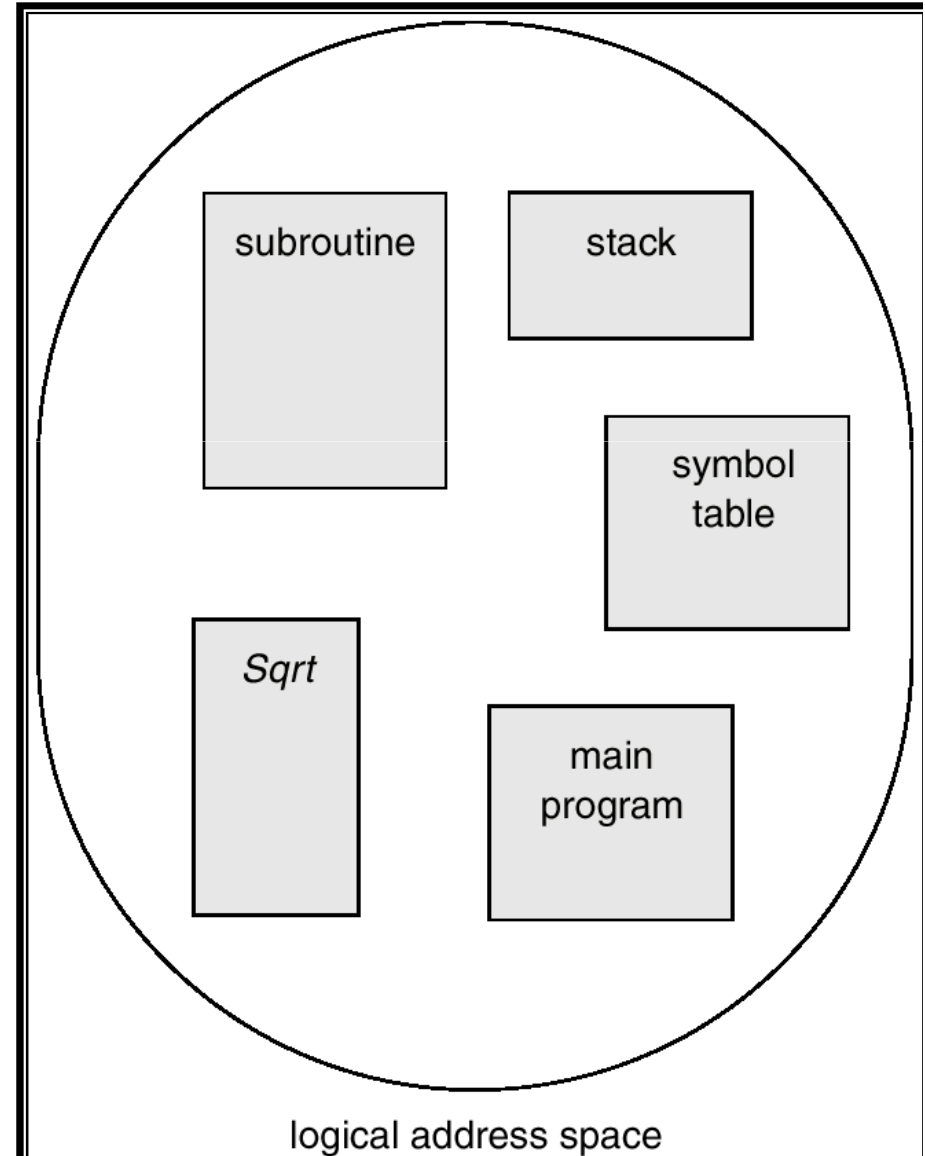 subroutine
stack
symbol
table
Sqrt
main
program
logical address space